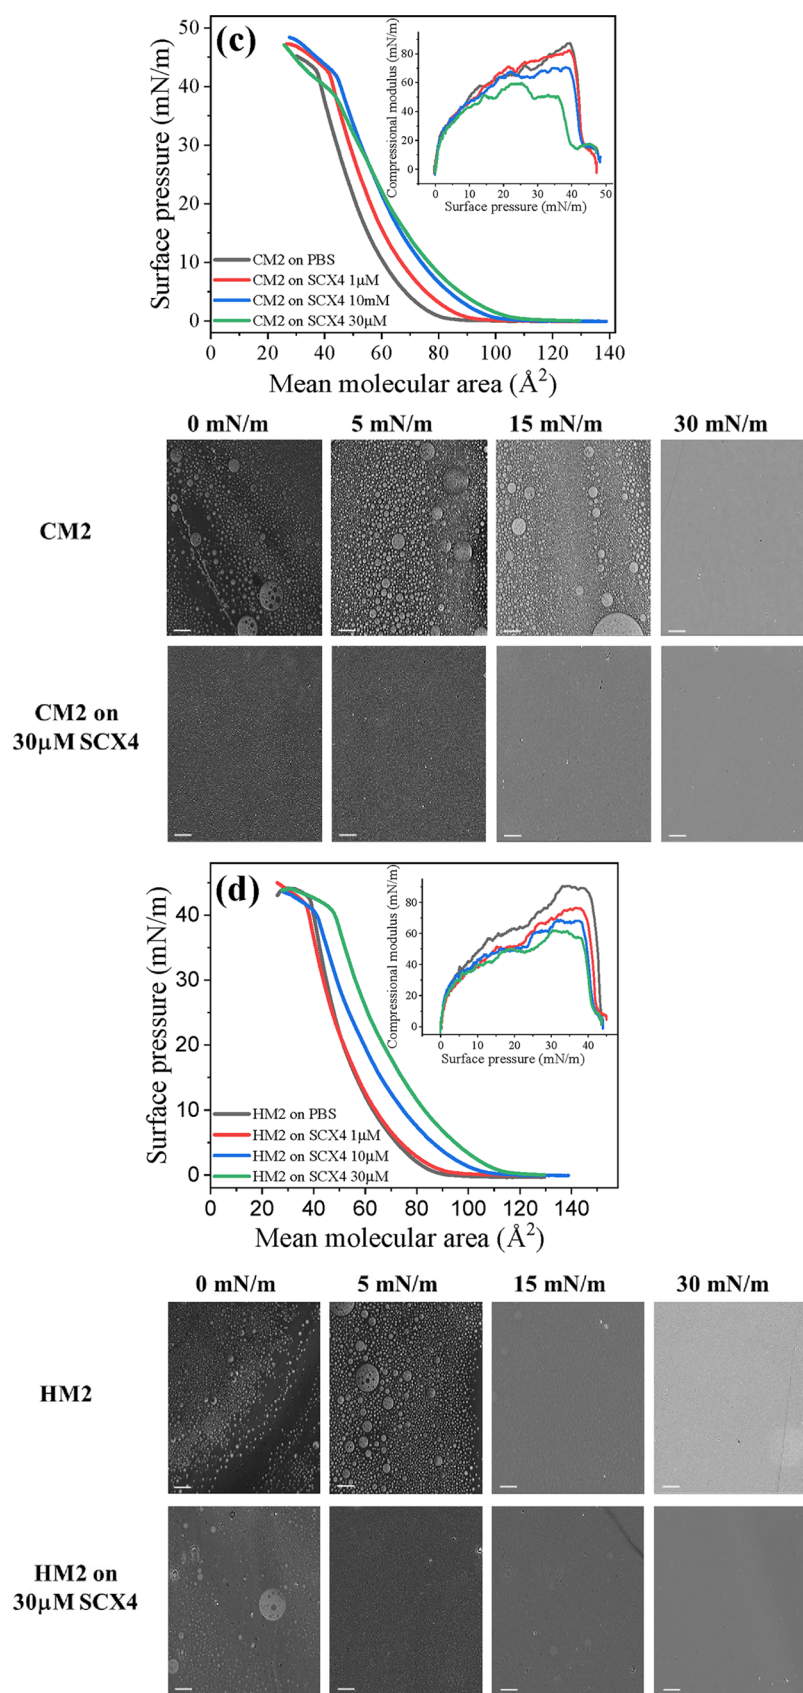 (c)
Surface pressure (mN/m)
50
40
30
20
10
0
0 20 40 60 80 100 120 140
Mean molecular area (Å²)
CM2 on PBS
CM2 on SCX4 1μM
CM2 on SCX4 10mM
CM2 on SCX4 30μM
Compressional modulus (mN/m)
80
60
40
20
0
0 10 20 30 40 50
Surface pressure (mN/m)
0 mN/m 5 mN/m 15 mN/m 30 mN/m
CM2
CM2 on
30μM SCX4
(d)
Surface pressure (mN/m)
40
30
20
10
0
0 20 40 60 80 100 120 140
Mean molecular area (Å²)
HM2 on PBS
HM2 on SCX4 1μM
HM2 on SCX4 10μM
HM2 on SCX4 30μM
Compressional modulus (mN/m)
80
60
40
20
0
0 10 20 30 40
Surface pressure (mN/m)
0 mN/m 5 mN/m 15 mN/m 30 mN/m
HM2
HM2 on
30μM SCX4